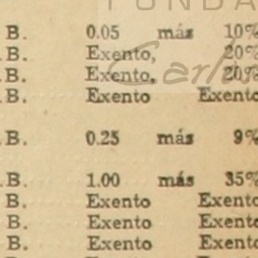 FUNDA
B. 0.05 más 10%
B. Exento, 20%
B. Exento, 20%
B. Exento Exento
B. 0.25 más 9%
B. 1.00 más 35%
B. Exento Exento
B. Exento Exento
B. Exento Exento